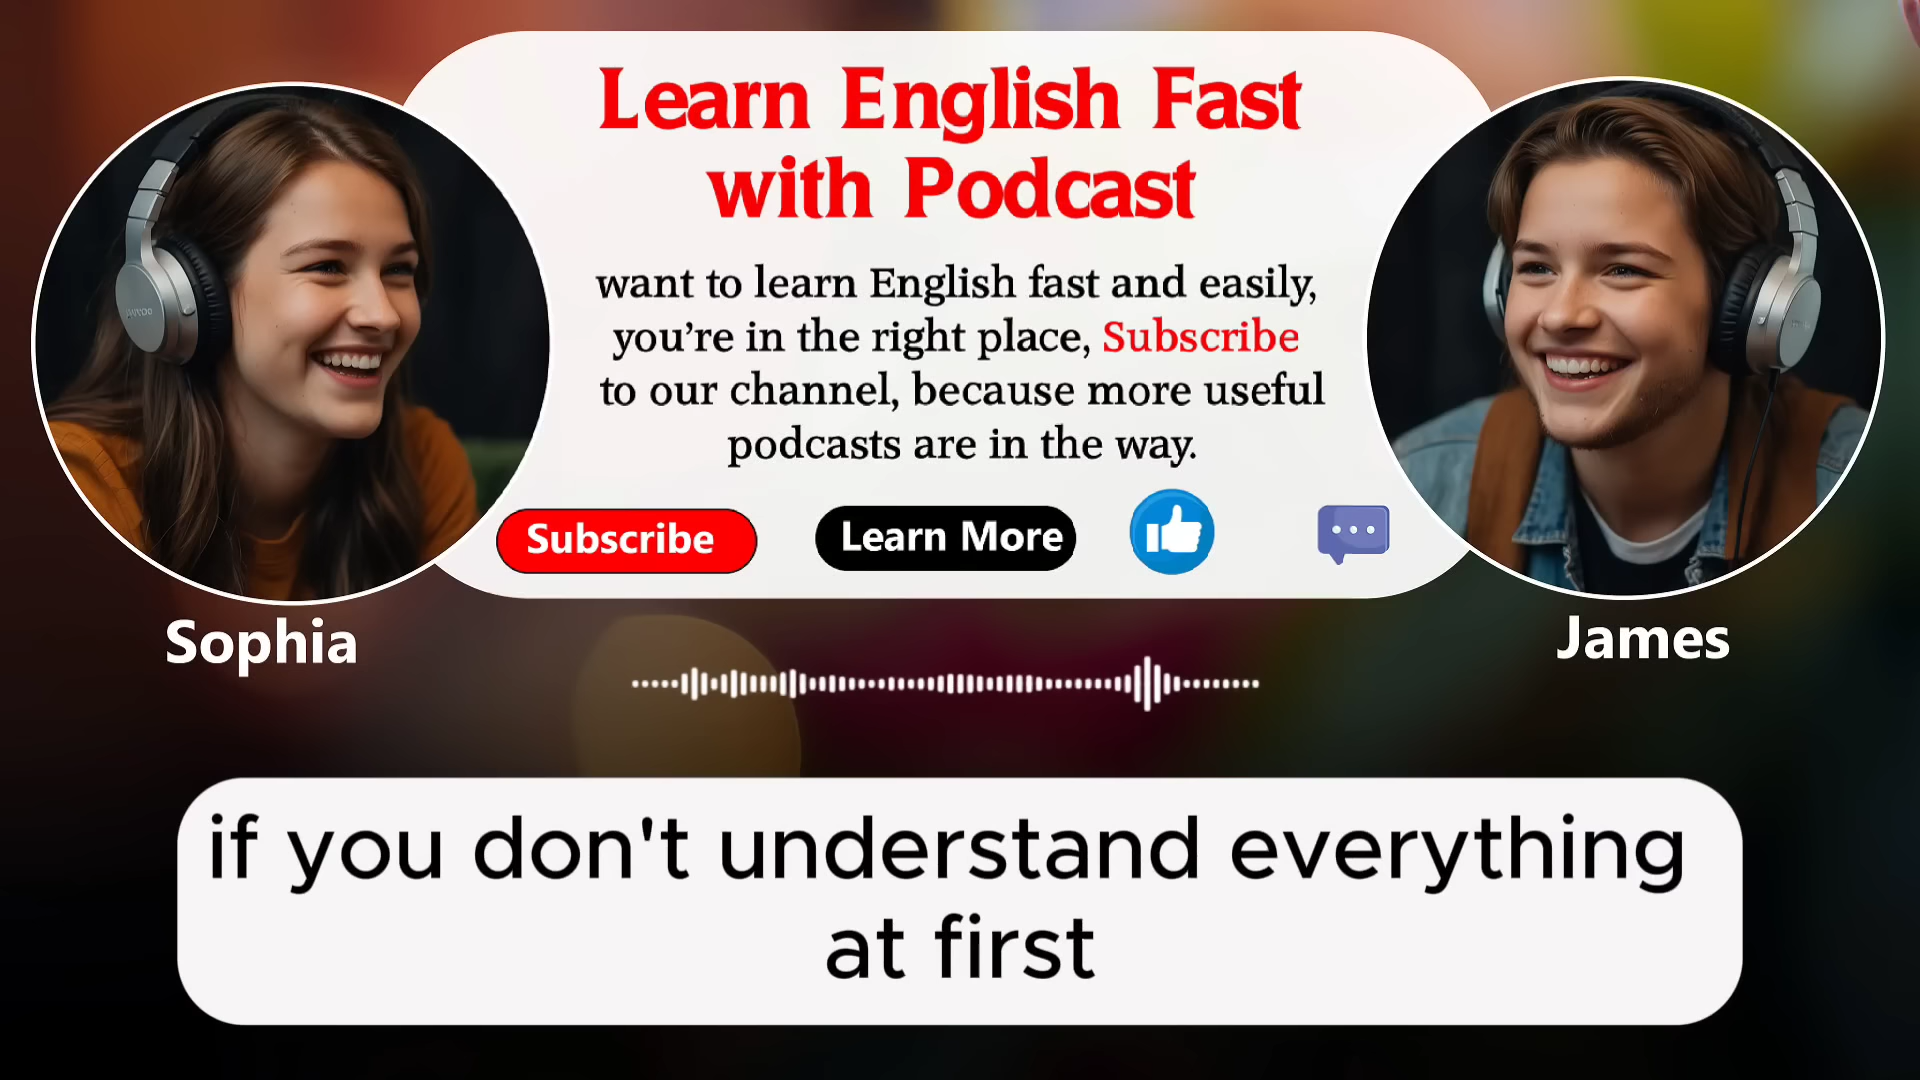 Learn English Fast
with Podcast
want to learn English fast and easily,
you're in the right place, Subscribe
to our channel, because more useful
podcasts are in the way.
Subscribe
Learn More
Sophia
James
if you don't understand everything
at first